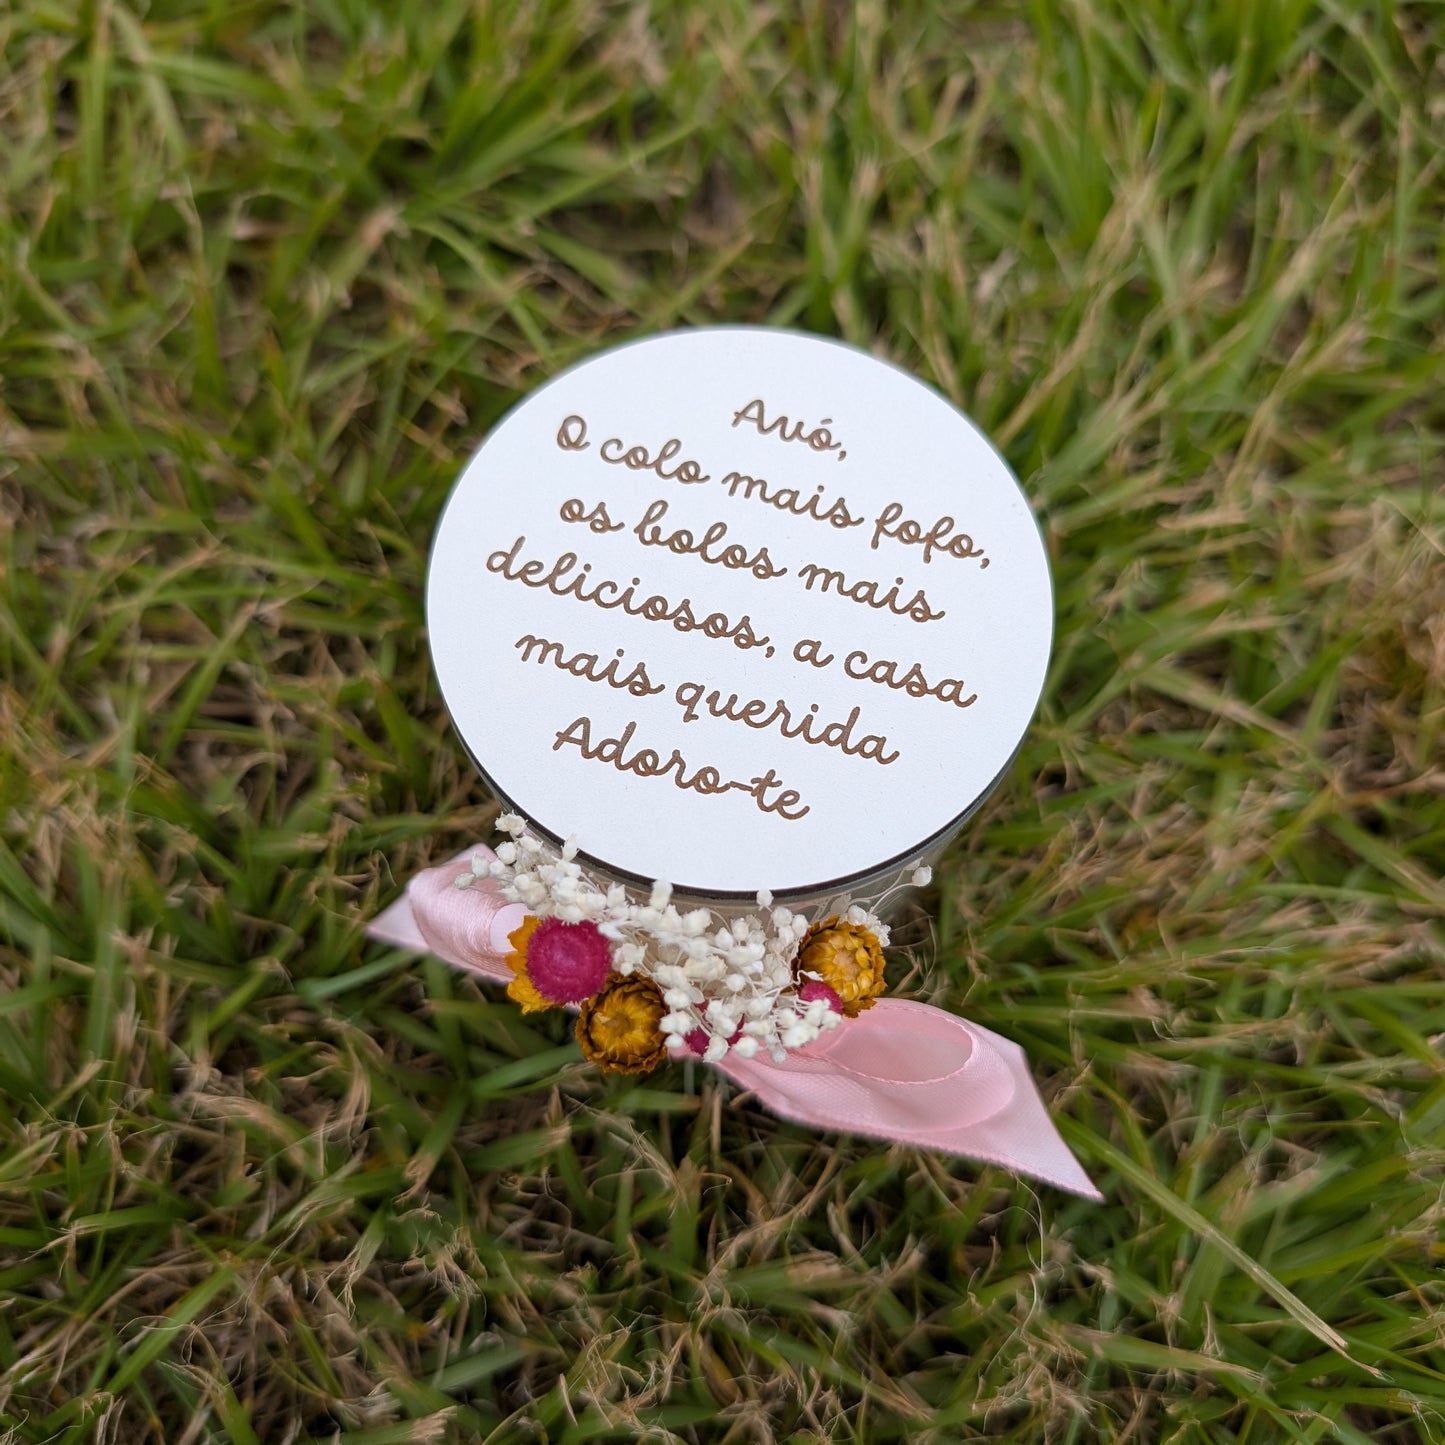 Avó,
O colo mais fofo,
os bolos mais
deliciosos, a casa
mais querida
Adoro-te